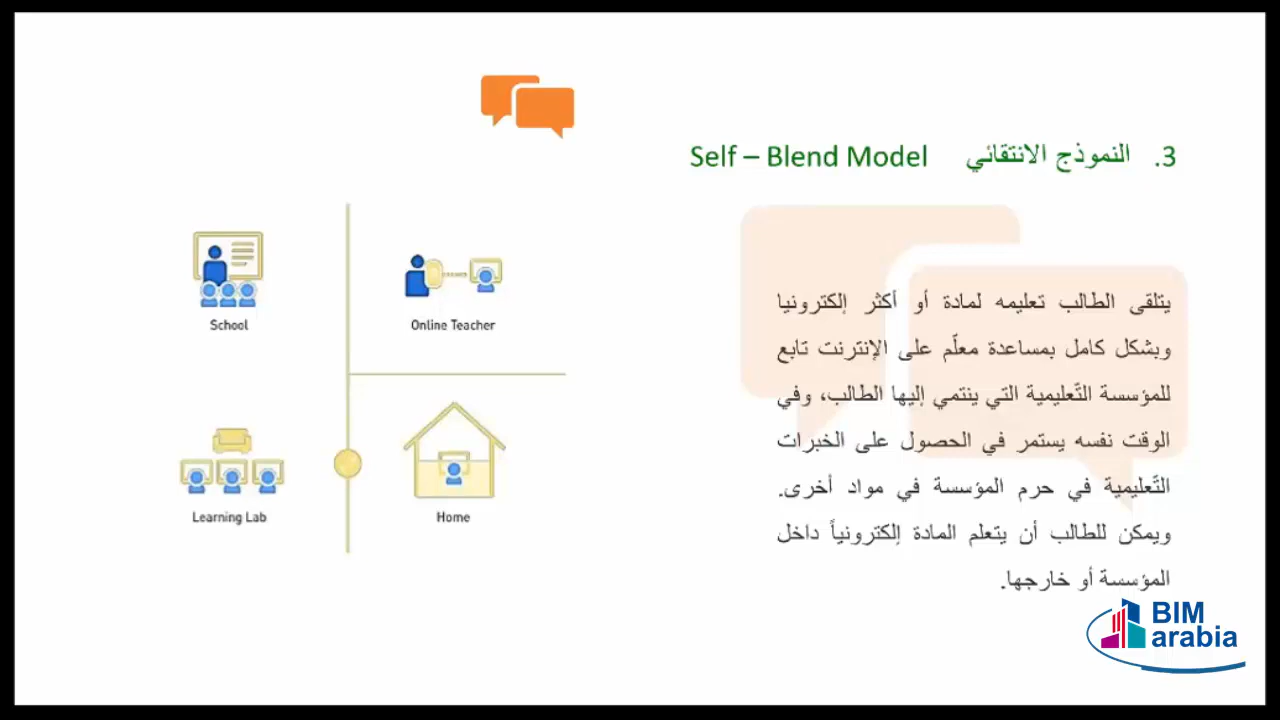 3. النموذج الانتقائي Self – Blend Model
يتلقى الطالب تعليمه لمادة أو أكثر إلكترونيا
وبشكل كامل بمساعدة معلّم على الإنترنت تابع
للمؤسسة التّعليمية التي ينتمي إليها الطالب، وفي
الوقت نفسه يستمر في الحصول على الخبرات
التّعليمية في حرم المؤسسة في مواد أخرى.
ويمكن للطالب أن يتعلم المادة إلكترونياً داخل
المؤسسة أو خارجها.
School
Online Teacher
Learning Lab
Home
BIM
arabia